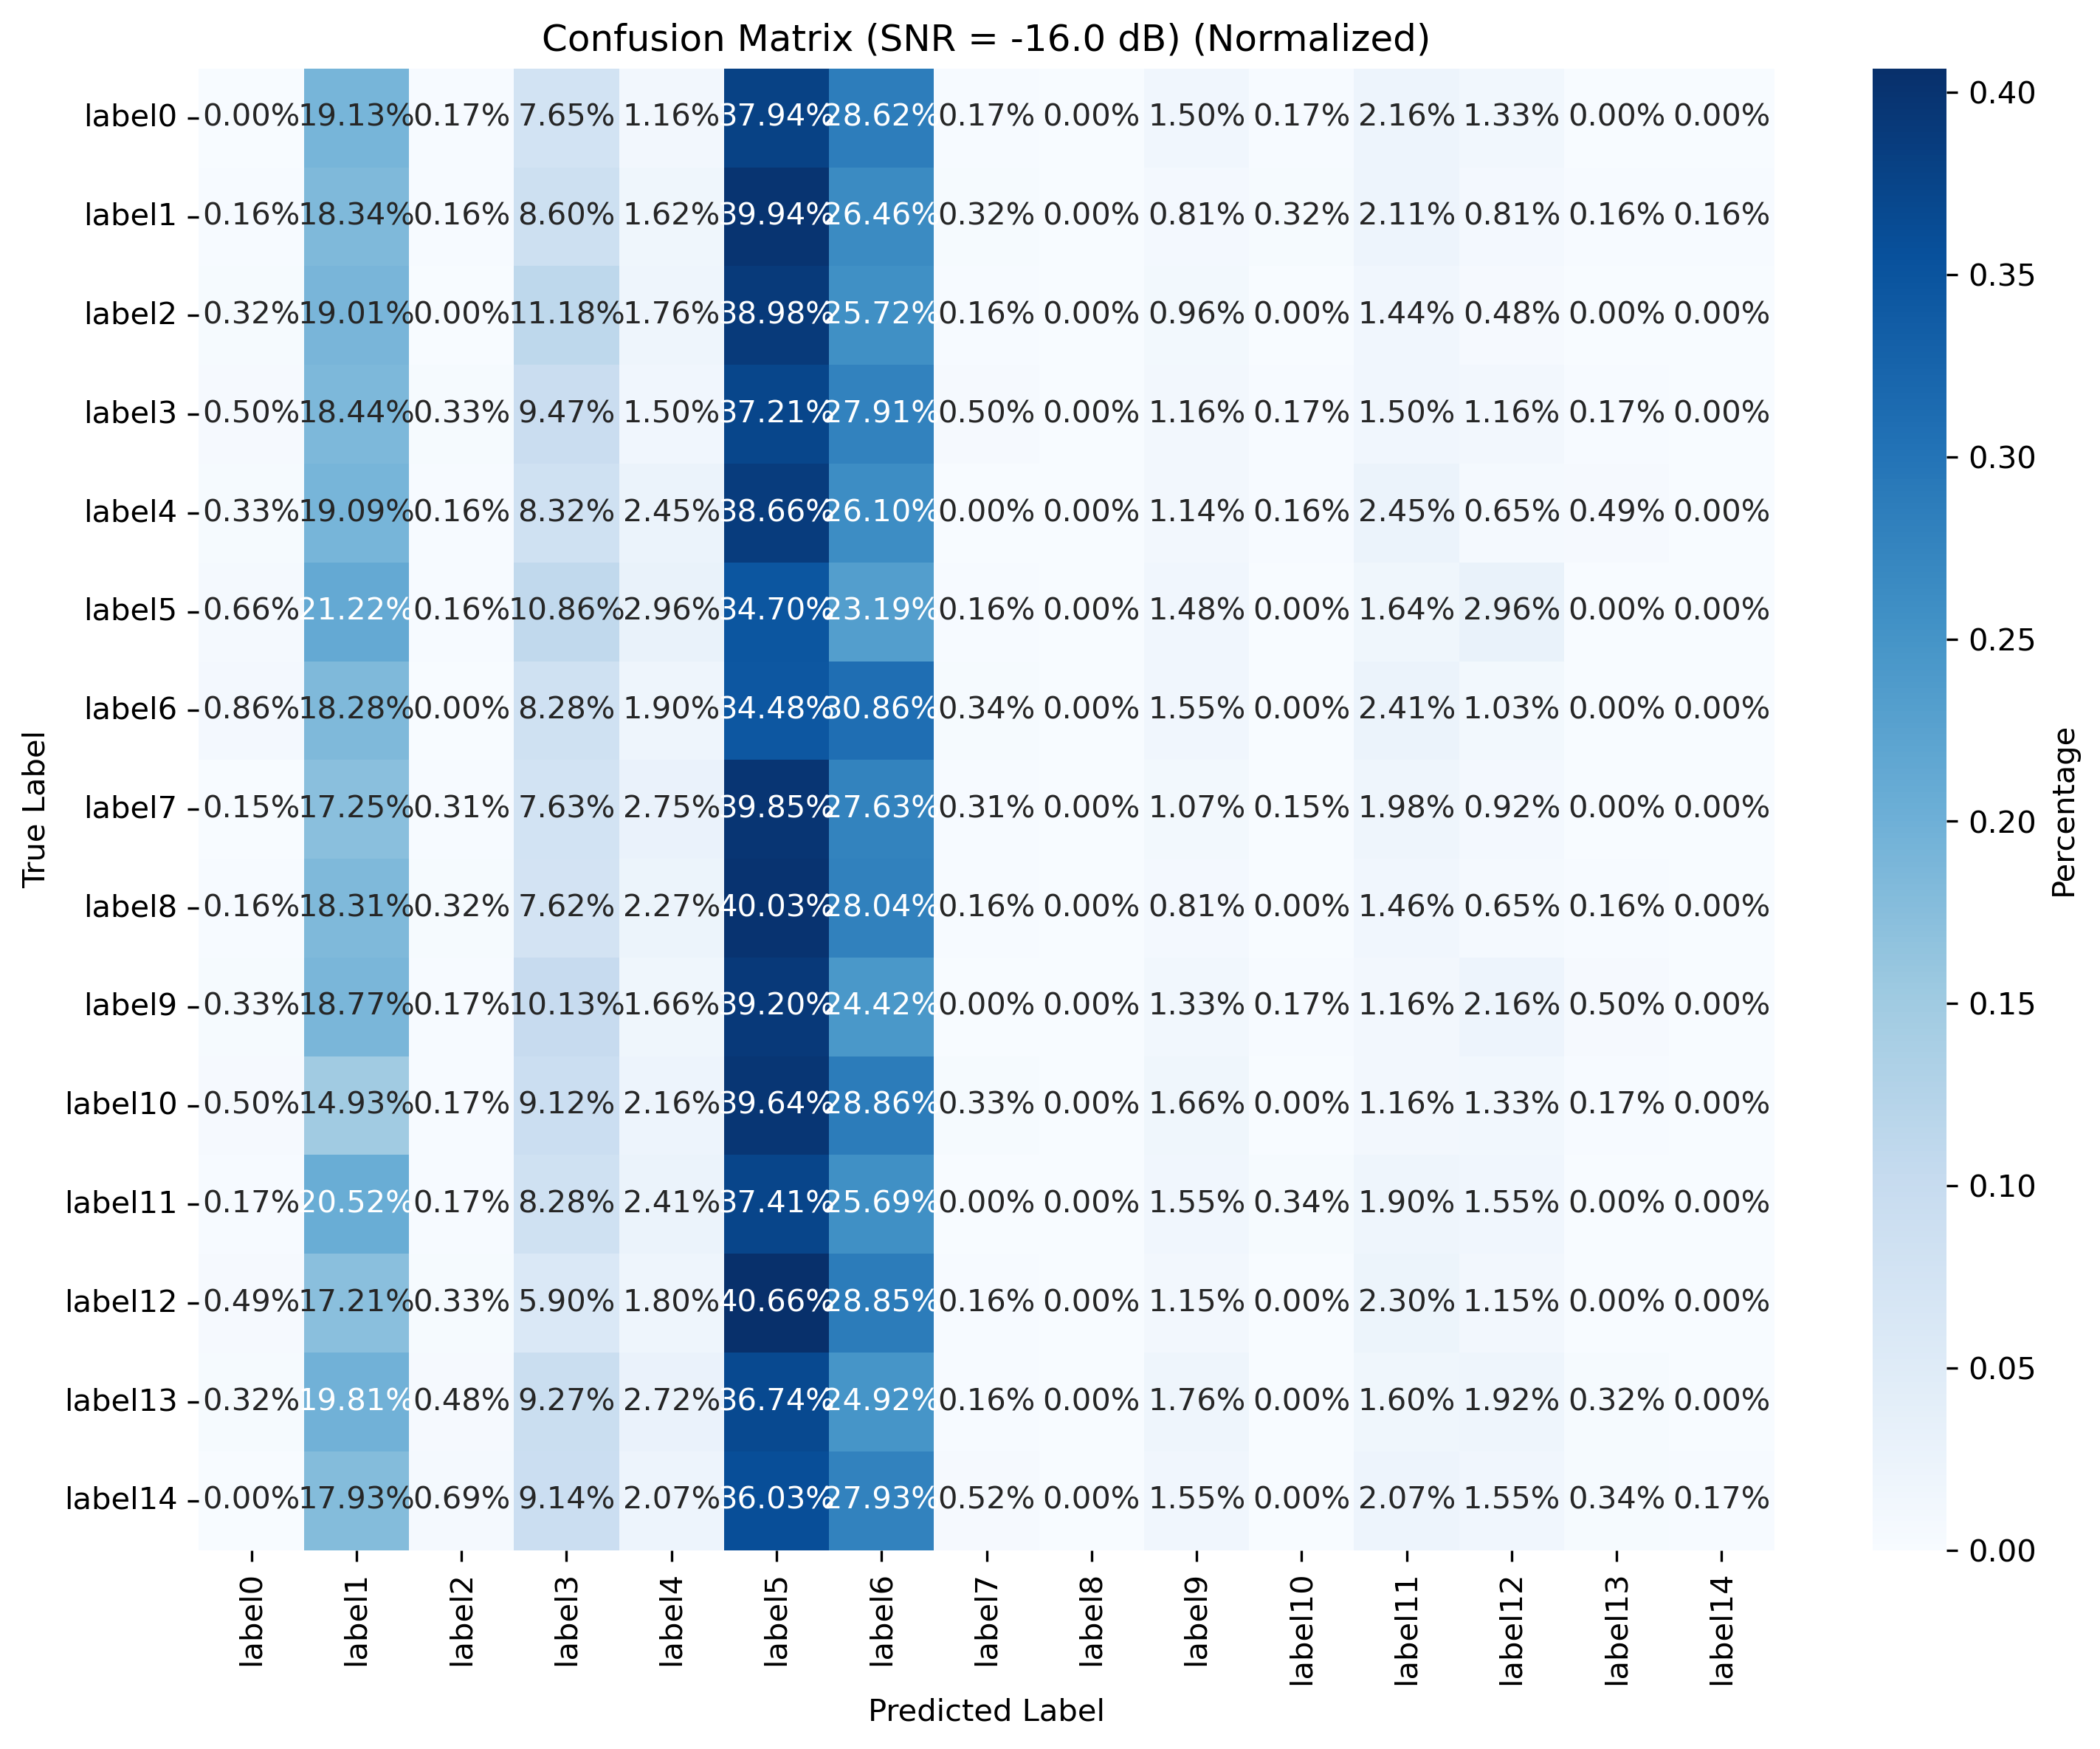 Confusion Matrix (SNR = -16.0 dB) (Normalized)
label0 0.00% 19.13% 0.17% 7.65% 1.16% 37.94% 28.62% 0.17% 0.00% 1.50% 0.17% 2.16% 1.33% 0.00% 0.00%
label1 0.16% 18.34% 0.16% 8.60% 1.62% 39.94% 26.46% 0.32% 0.00% 0.81% 0.32% 2.11% 0.81% 0.16% 0.16%
label2 0.32% 19.01% 0.00% 11.18% 1.76% 38.98% 25.72% 0.16% 0.00% 0.96% 0.00% 1.44% 0.48% 0.00% 0.00%
label3 0.50% 18.44% 0.33% 9.47% 1.50% 37.21% 27.91% 0.50% 0.00% 1.16% 0.17% 1.50% 1.16% 0.17% 0.00%
label4 0.33% 19.09% 0.16% 8.32% 2.45% 38.66% 26.10% 0.00% 0.00% 1.14% 0.16% 2.45% 0.65% 0.49% 0.00%
label5 0.66% 21.22% 0.16% 10.86% 2.96% 34.70% 23.19% 0.16% 0.00% 1.48% 0.00% 1.64% 2.96% 0.00% 0.00%
label6 0.86% 18.28% 0.00% 8.28% 1.90% 34.48% 30.86% 0.34% 0.00% 1.55% 0.00% 2.41% 1.03% 0.00% 0.00%
label7 0.15% 17.25% 0.31% 7.63% 2.75% 39.85% 27.63% 0.31% 0.00% 1.07% 0.15% 1.98% 0.92% 0.00% 0.00%
label8 0.16% 18.31% 0.32% 7.62% 2.27% 40.03% 28.04% 0.16% 0.00% 0.81% 0.00% 1.46% 0.65% 0.16% 0.00%
label9 0.33% 18.77% 0.17% 10.13% 1.66% 39.20% 24.42% 0.00% 0.00% 1.33% 0.17% 1.16% 2.16% 0.50% 0.00%
label10 0.50% 14.93% 0.17% 9.12% 2.16% 39.64% 28.86% 0.33% 0.00% 1.66% 0.00% 1.16% 1.33% 0.17% 0.00%
label11 0.17% 20.52% 0.17% 8.28% 2.41% 37.41% 25.69% 0.00% 0.00% 1.55% 0.34% 1.90% 1.55% 0.00% 0.00%
label12 0.49% 17.21% 0.33% 5.90% 1.80% 40.66% 28.85% 0.16% 0.00% 1.15% 0.00% 2.30% 1.15% 0.00% 0.00%
label13 0.32% 19.81% 0.48% 9.27% 2.72% 36.74% 24.92% 0.16% 0.00% 1.76% 0.00% 1.60% 1.92% 0.32% 0.00%
label14 0.00% 17.93% 0.69% 9.14% 2.07% 36.03% 27.93% 0.52% 0.00% 1.55% 0.00% 2.07% 1.55% 0.34% 0.17%
label0 label1 label2 label3 label4 label5 label6 label7 label8 label9 label10 label11 label12 label13 label14
Predicted Label
True Label
0.40
0.35
0.30
0.25
0.20
0.15
0.10
0.05
0.00
Percentage